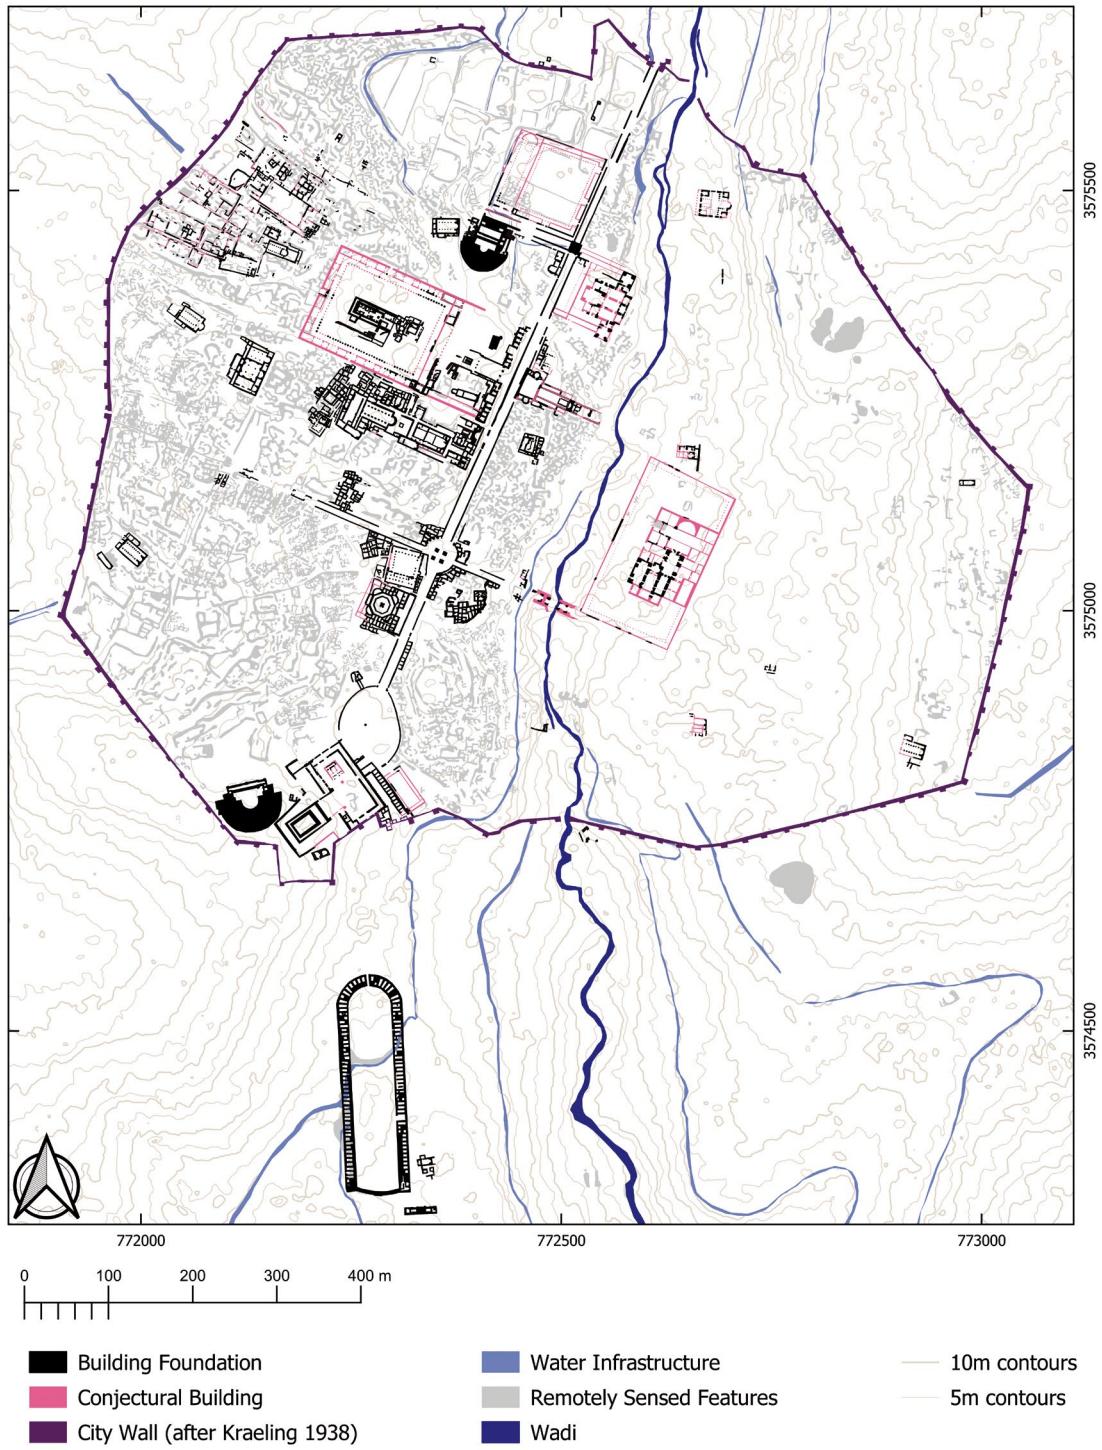 3575500
3575000
3574500
772000
772500
773000
0
100
200
300
400 m
Building Foundation
Conjectural Building
City Wall (after Kraeling 1938)
Water Infrastructure
Remotely Sensed Features
Wadi
10m contours
5m contours